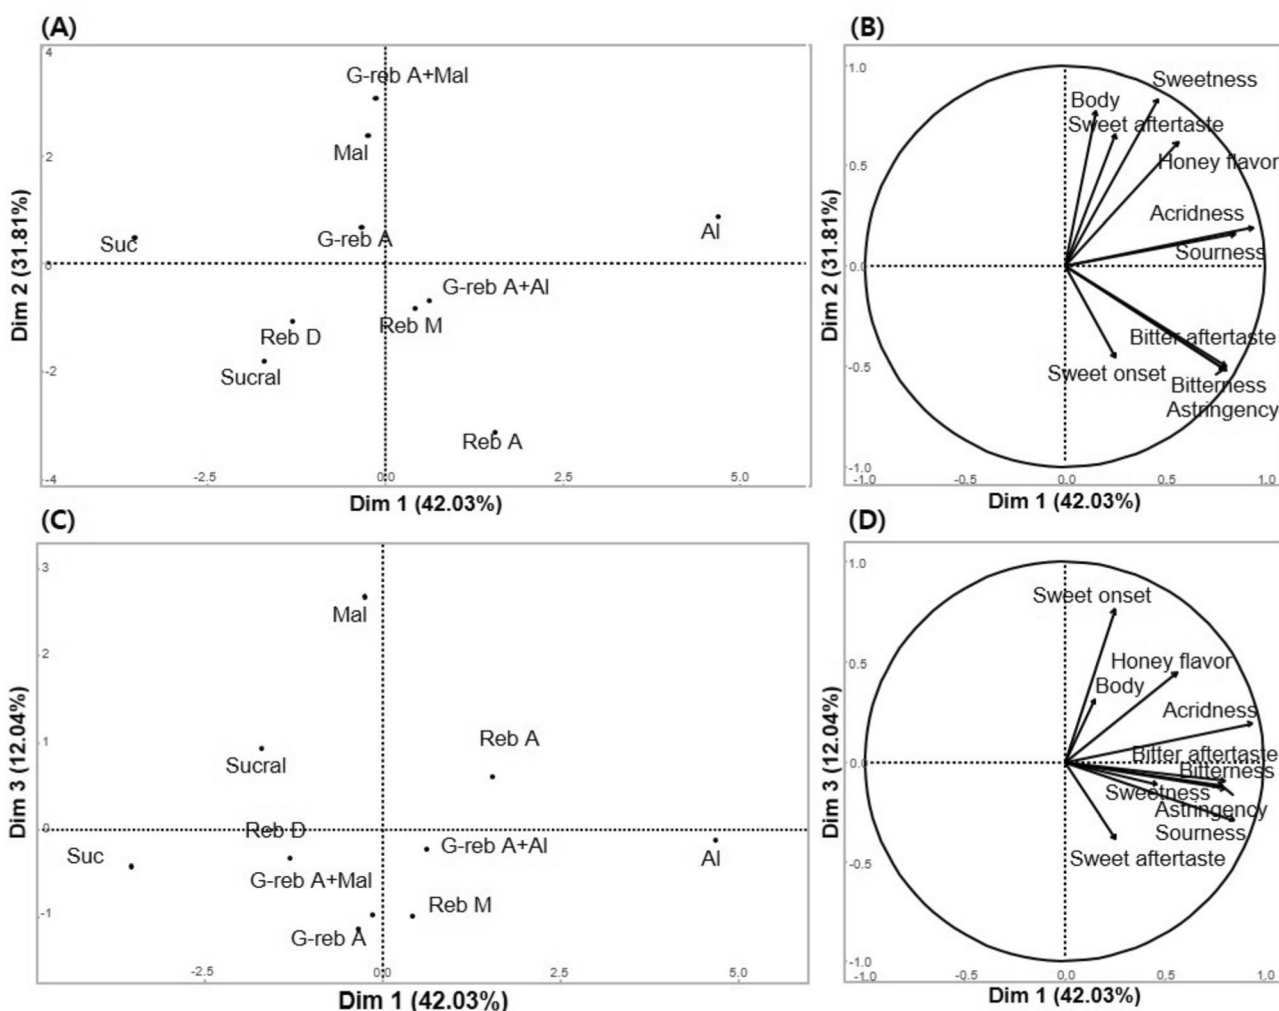 (A)
4
2
0
-2
-4
-2.5
0.0
2.5
5.0
Dim 2 (31.81%)
Dim 1 (42.03%)
G-reb A+Mal
Mal
G-reb A
Suc
Al
G-reb A+Al
Reb M
Reb D
Sucral
Reb A
(B)
1.0
0.5
0.0
-0.5
-1.0
-1.0
-0.5
0.0
0.5
1.0
Dim 2 (31.81%)
Dim 1 (42.03%)
Sweetness
Body
Sweet aftertaste
Honey flavor
Acridness
Sourness
Bitter aftertaste
Sweet onset
Bitterness
Astringency
(C)
3
2
1
0
-1
-2.5
0.0
2.5
5.0
Dim 3 (12.04%)
Dim 1 (42.03%)
Mal
Reb A
Sucral
Reb D
Suc
G-reb A+Al
Al
G-reb A+Mal
Reb M
G-reb A
(D)
1.0
0.5
0.0
-0.5
-1.0
-1.0
-0.5
0.0
0.5
1.0
Dim 3 (12.04%)
Dim 1 (42.03%)
Sweet onset
Honey flavor
Body
Acridness
Bitter aftertaste
Bitterness
Sweetness
Astringency
Sourness
Sweet aftertaste